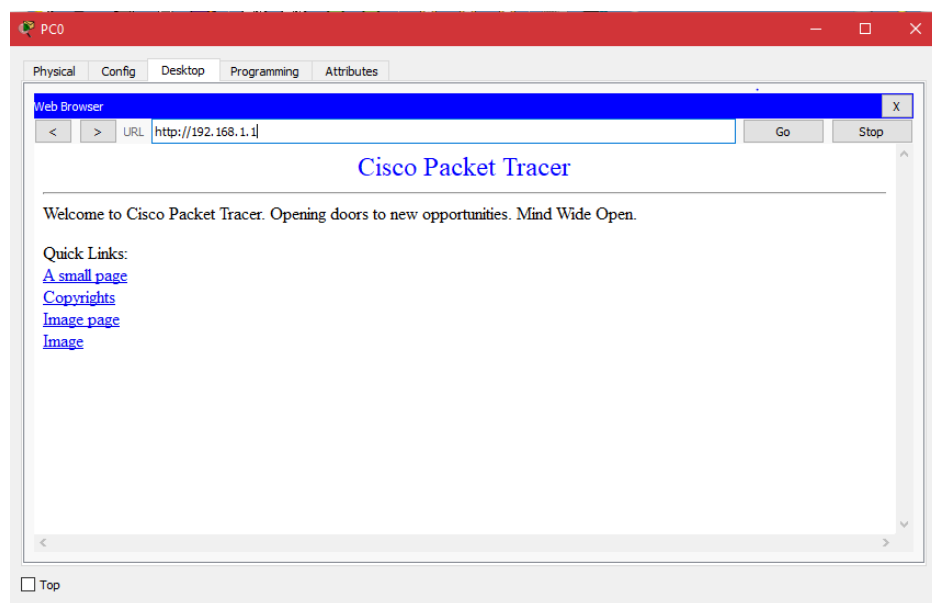 PC0
Physical Config Desktop Programming Attributes
Web Browser X
< > URL http://192.168.1.1 Go Stop
Cisco Packet Tracer
Welcome to Cisco Packet Tracer. Opening doors to new opportunities. Mind Wide Open.
Quick Links:
A small page
Copyrights
Image page
Image
Top